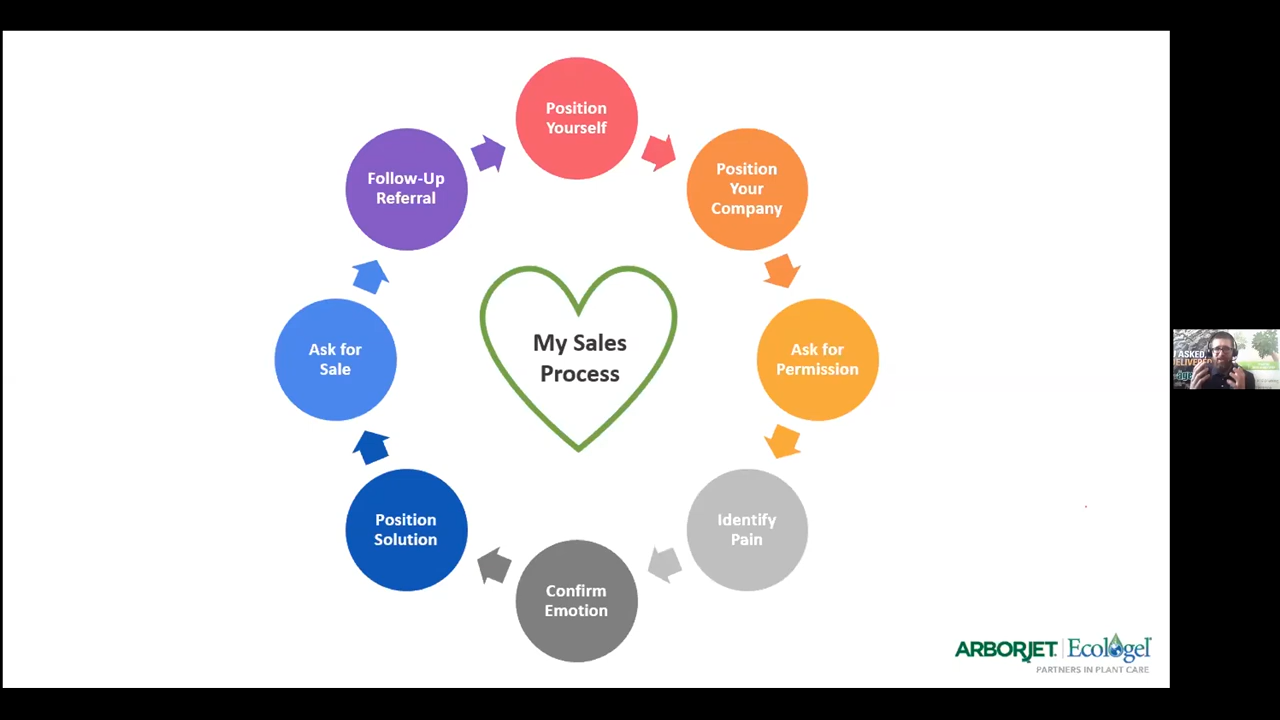 Position
Yourself
Position
Your
Company
Ask for
Permission
Identify
Pain
Confirm
Emotion
Position
Solution
Ask for
Sale
Follow-Up
Referral
My Sales
Process
ARBORJET
Ecologel
PARTNERS IN PLANT CARE
ASKED,